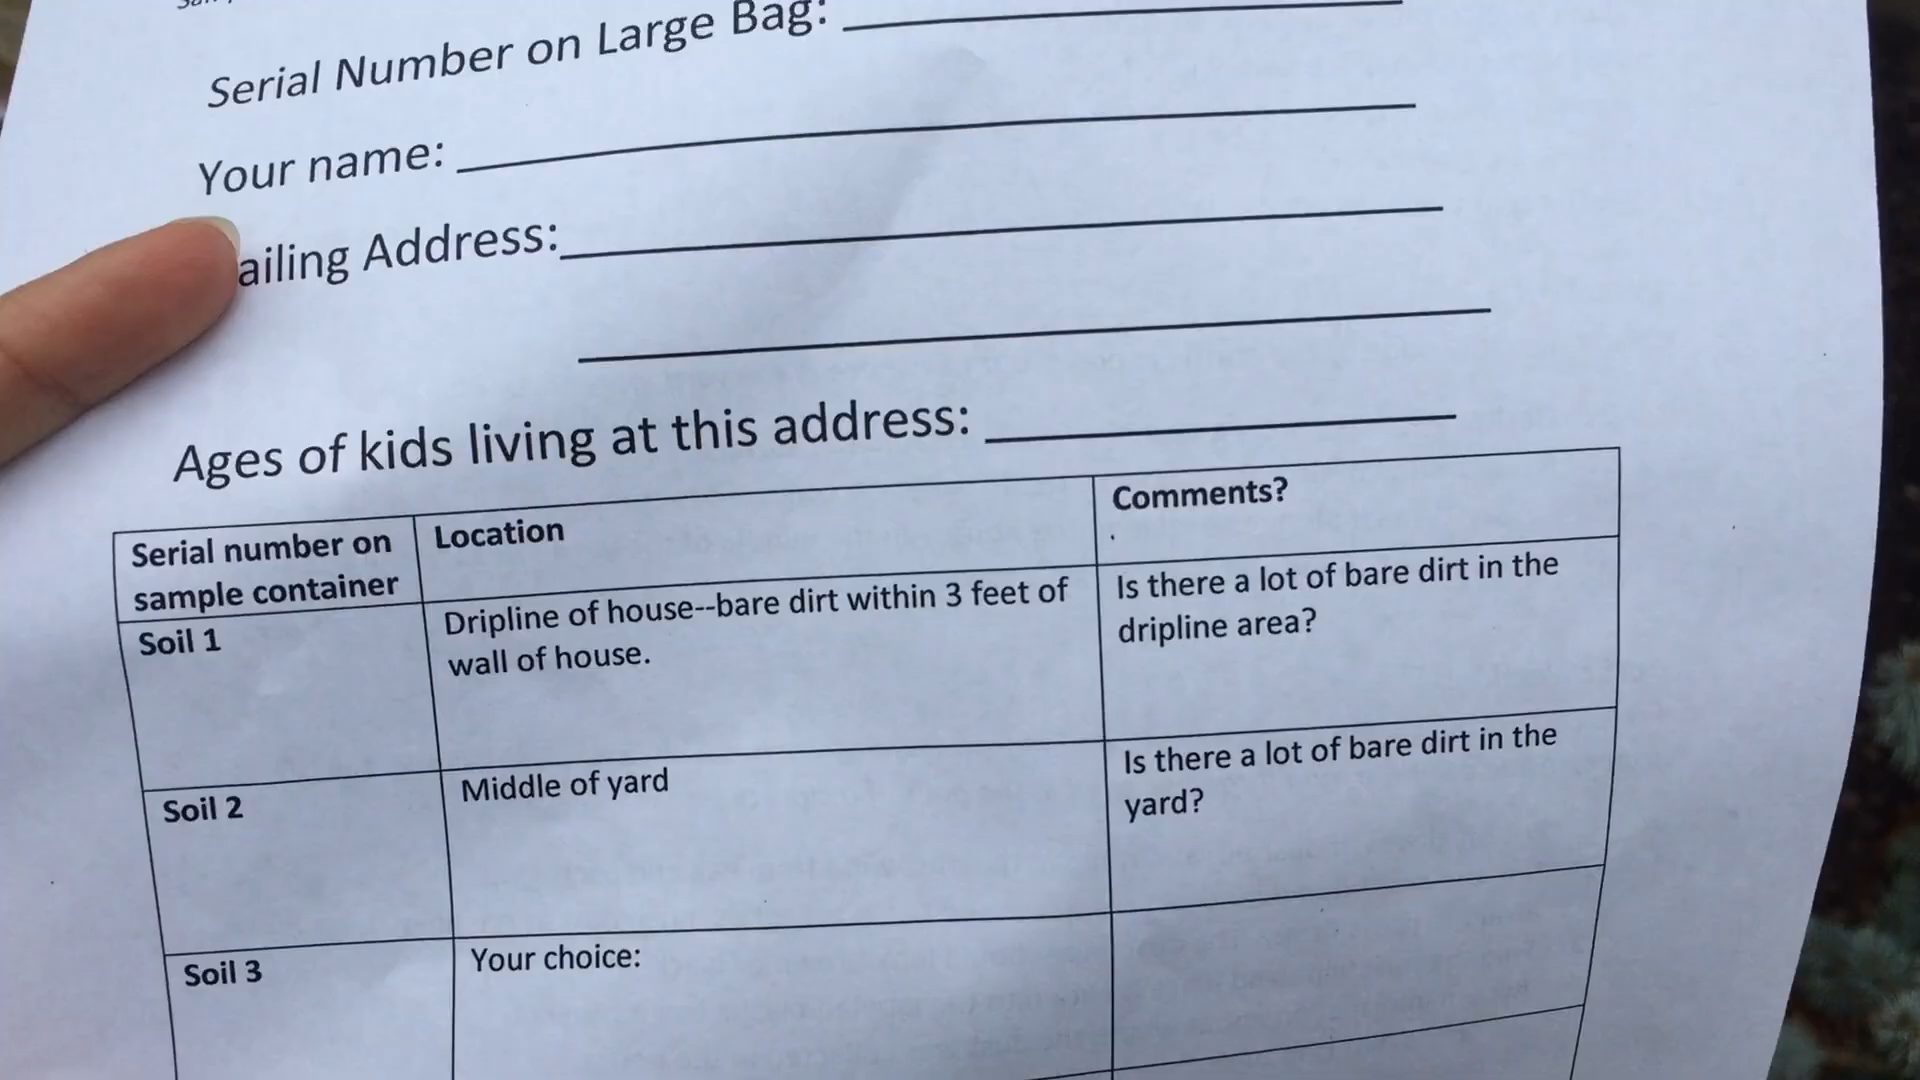 Serial Number on Large Bag:
Your name:
ailing Address:
Ages of kids living at this address:
Serial number on
sample container
Location
Comments?
.
Soil 1
Dripline of house--bare dirt within 3 feet of
wall of house.
Is there a lot of bare dirt in the
dripline area?
Soil 2
Middle of yard
Is there a lot of bare dirt in the
yard?
Soil 3
Your choice: